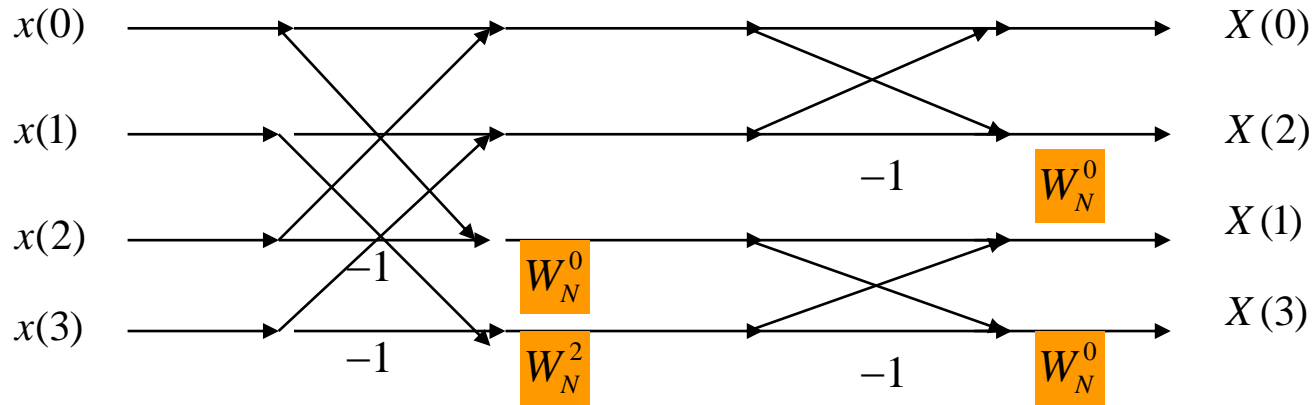 x(0) X(0)
x(1) X(2)
−1 W_N^0
x(2) X(1)
−1 W_N^0
x(3) X(3)
−1 W_N^2 −1 W_N^0